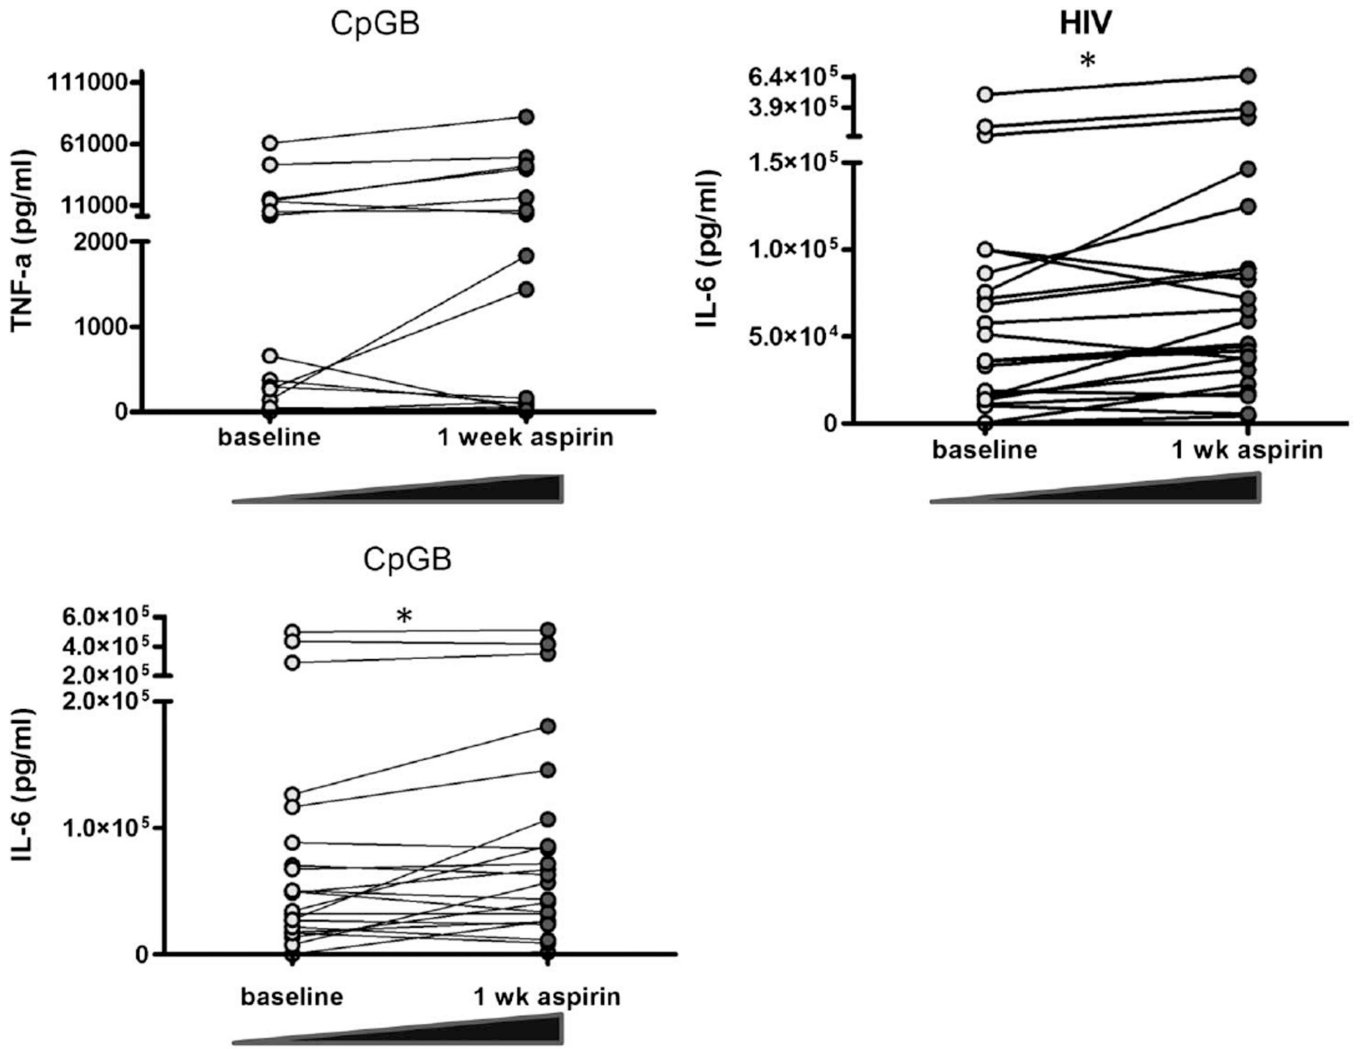 CpGB
TNF-a (pg/ml)
111000
61000
11000
2000
1000
0
baseline
1 week aspirin
HIV
*
IL-6 (pg/ml)
6.4×10⁵
3.9×10⁵
1.5×10⁵
1.0×10⁵
5.0×10⁴
0
baseline
1 wk aspirin
CpGB
*
IL-6 (pg/ml)
6.0×10⁵
4.0×10⁵
2.0×10⁵
2.0×10⁵
1.0×10⁵
0
baseline
1 wk aspirin